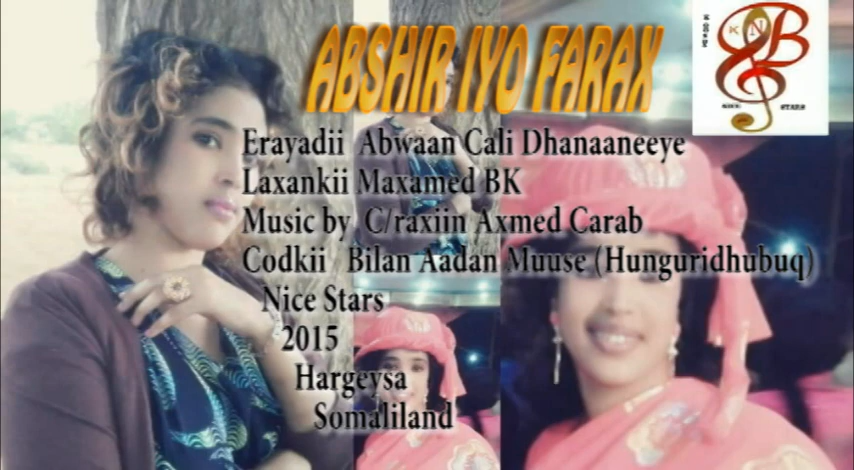 ABSHIR IYO FARAX
K N B
STARS
Erayadii Abwaan Cali Dhanaaneeye
Laxankii Maxamed BK
Music by C/raxiin Axmed Carab
Codkii Bilan Aadan Muuse (Hunguridhubuq)
Nice Stars
2015
Hargeysa
Somaliland